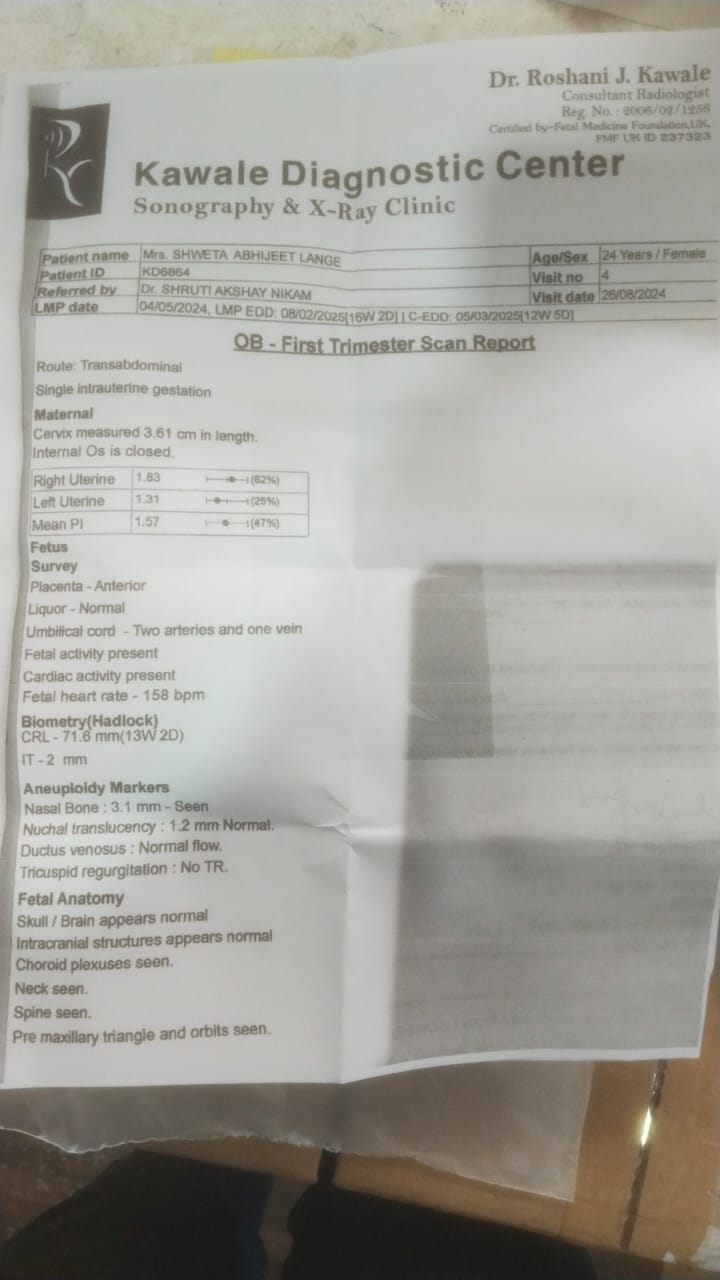 Dr. Roshani J. Kawale
Consultant Radiologist
Reg. No. : 2006/02/1256
Certified by-Fetal Medicine Foundation,UK.
FMF UK ID 237323
Kawale Diagnostic Center
Sonography & X-Ray Clinic
Patient name Mrs. SHWETA ABHIJEET LANGE Age/Sex 24 Years / Female
Patient ID KD6864 Visit no 4
Referred by Dr. SHRUTI AKSHAY NIKAM Visit date 26/08/2024
LMP date 04/05/2024, LMP EDD: 08/02/2025[16W 2D] | C-EDD: 05/03/2025[12W 5D]
OB - First Trimester Scan Report
Route: Transabdominal
Single intrauterine gestation
Maternal
Cervix measured 3.61 cm in length.
Internal Os is closed.
Right Uterine 1.83 (62%)
Left Uterine 1.31 (25%)
Mean PI 1.57 (47%)
Fetus
Survey
Placenta - Anterior
Liquor - Normal
Umbilical cord - Two arteries and one vein
Fetal activity present
Cardiac activity present
Fetal heart rate - 158 bpm
Biometry(Hadlock)
CRL - 71.6 mm(13W 2D)
IT - 2 mm
Aneuploidy Markers
Nasal Bone : 3.1 mm - Seen
Nuchal translucency : 1.2 mm Normal.
Ductus venosus : Normal flow.
Tricuspid regurgitation : No TR.
Fetal Anatomy
Skull / Brain appears normal
Intracranial structures appears normal
Choroid plexuses seen.
Neck seen.
Spine seen.
Pre maxillary triangle and orbits seen.